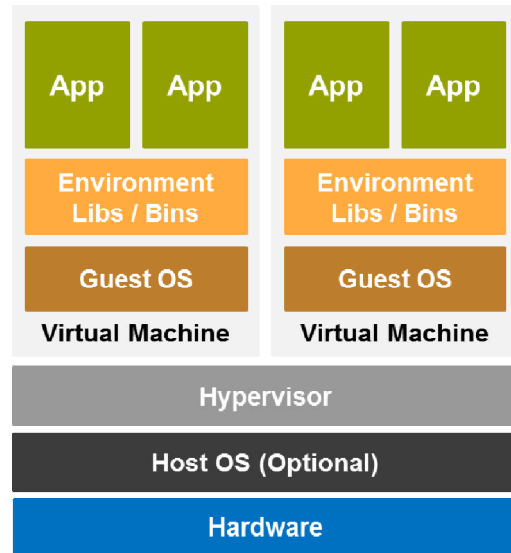 App
App
App
App
Environment
Libs / Bins
Environment
Libs / Bins
Guest OS
Guest OS
Virtual Machine
Virtual Machine
Hypervisor
Host OS (Optional)
Hardware